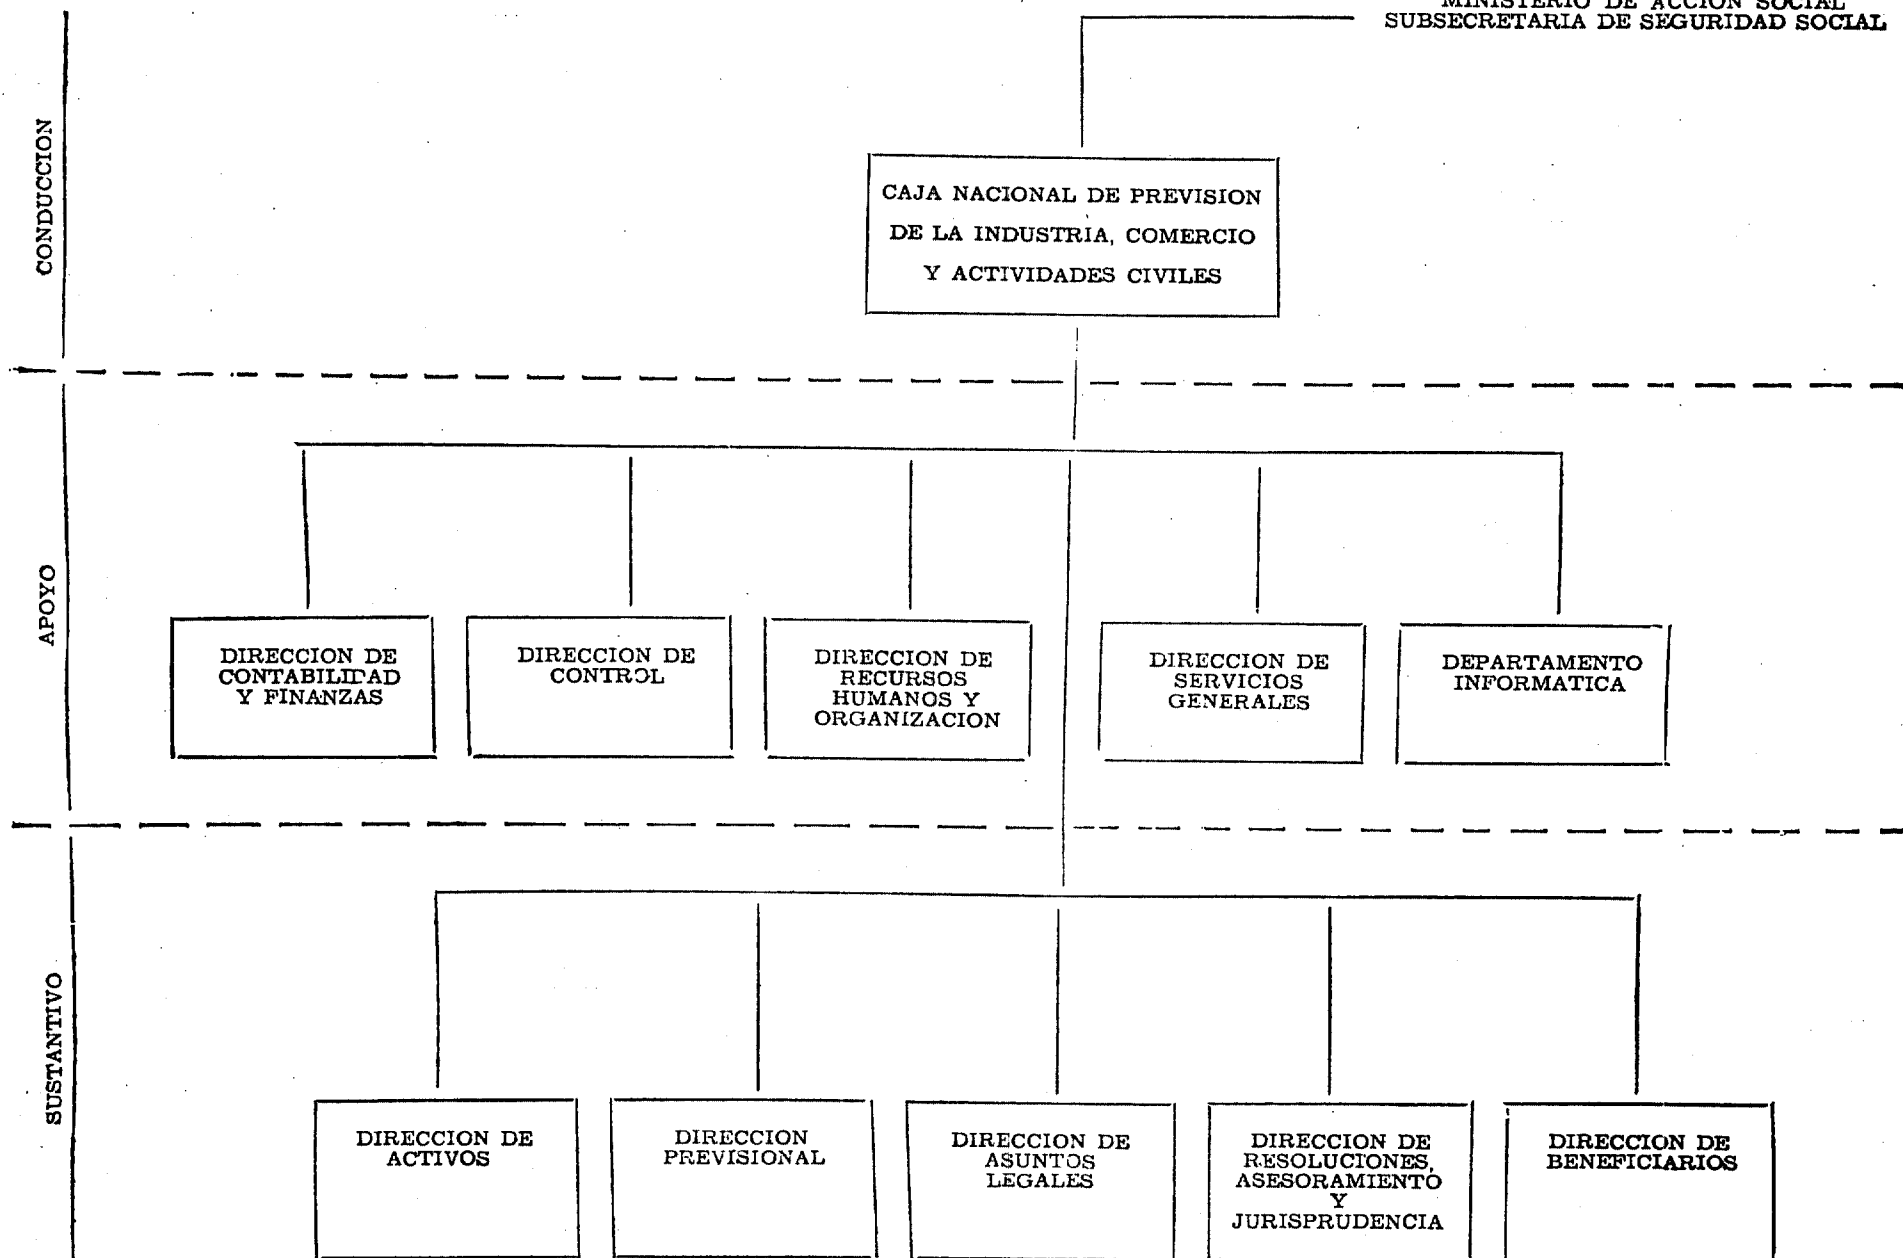 MINISTERIO DE ACCION SOCIAL
SUBSECRETARIA DE SEGURIDAD SOCIAL
CONDUCCION
CAJA NACIONAL DE PREVISION
DE LA INDUSTRIA, COMERCIO
Y ACTIVIDADES CIVILES
APOYO
DIRECCION DE
CONTABILIDAD
Y FINANZAS
DIRECCION DE
CONTROL
DIRECCION DE
RECURSOS
HUMANOS Y
ORGANIZACION
DIRECCION DE
SERVICIOS
GENERALES
DEPARTAMENTO
INFORMATICA
SUSTANTIVO
DIRECCION DE
ACTIVOS
DIRECCION
PREVISIONAL
DIRECCION DE
ASUNTOS
LEGALES
DIRECCION DE
RESOLUCIONES,
ASESORAMIENTO
Y
JURISPRUDENCIA
DIRECCION DE
BENEFICIARIOS